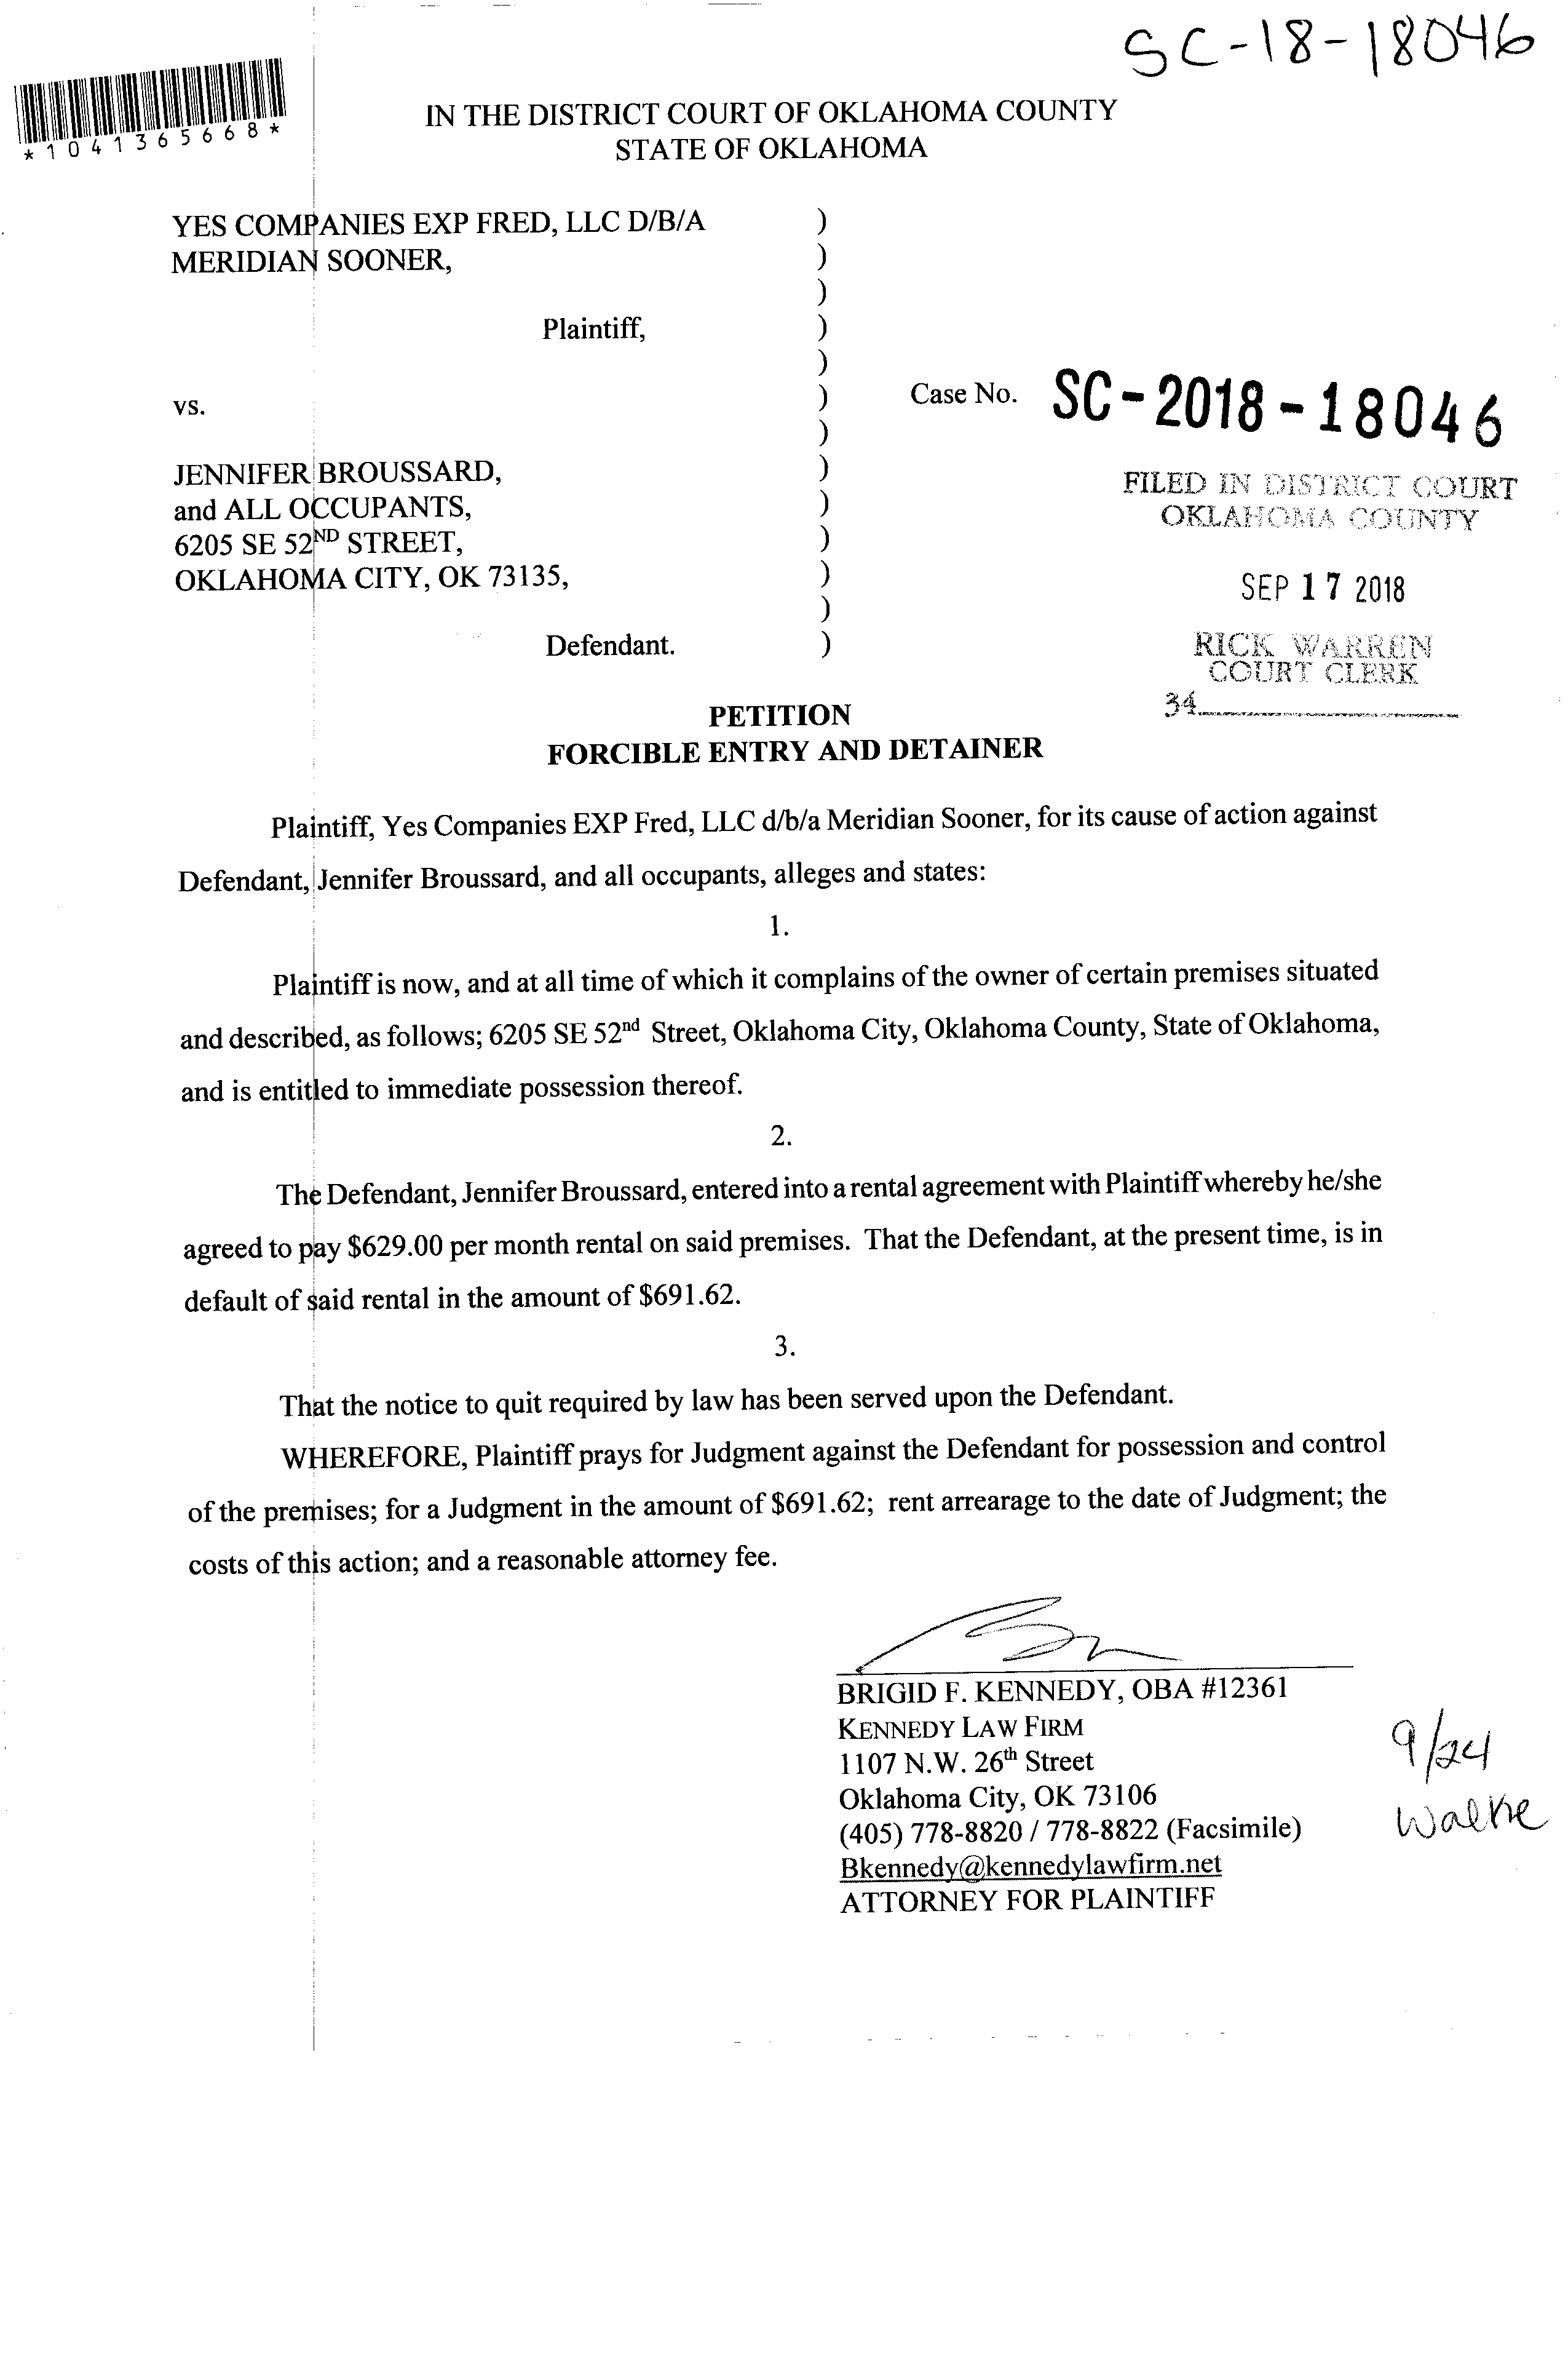 SC-18-18046
*1041365668*
IN THE DISTRICT COURT OF OKLAHOMA COUNTY
STATE OF OKLAHOMA
YES COMPANIES EXP FRED, LLC D/B/A )
MERIDIAN SOONER, )
)
Plaintiff, )
)
vs. ) Case No. SC-2018-18046
)
JENNIFER BROUSSARD, )
and ALL OCCUPANTS, )
6205 SE 52ND STREET, )
OKLAHOMA CITY, OK 73135, )
)
Defendant. )
FILED IN DISTRICT COURT
OKLAHOMA COUNTY
SEP 17 2018
RICK WARREN
COURT CLERK
34
PETITION
FORCIBLE ENTRY AND DETAINER
Plaintiff, Yes Companies EXP Fred, LLC d/b/a Meridian Sooner, for its cause of action against
Defendant, Jennifer Broussard, and all occupants, alleges and states:
1.
Plaintiff is now, and at all time of which it complains of the owner of certain premises situated
and described, as follows; 6205 SE 52nd Street, Oklahoma City, Oklahoma County, State of Oklahoma,
and is entitled to immediate possession thereof.
2.
The Defendant, Jennifer Broussard, entered into a rental agreement with Plaintiff whereby he/she
agreed to pay $629.00 per month rental on said premises. That the Defendant, at the present time, is in
default of said rental in the amount of $691.62.
3.
That the notice to quit required by law has been served upon the Defendant.
WHEREFORE, Plaintiff prays for Judgment against the Defendant for possession and control
of the premises; for a Judgment in the amount of $691.62; rent arrearage to the date of Judgment; the
costs of this action; and a reasonable attorney fee.
BRIGID F. KENNEDY, OBA #12361
KENNEDY LAW FIRM
1107 N.W. 26th Street
Oklahoma City, OK 73106
(405) 778-8820 / 778-8822 (Facsimile)
Bkennedy@kennedylawfirm.net
ATTORNEY FOR PLAINTIFF
9/24
Walke